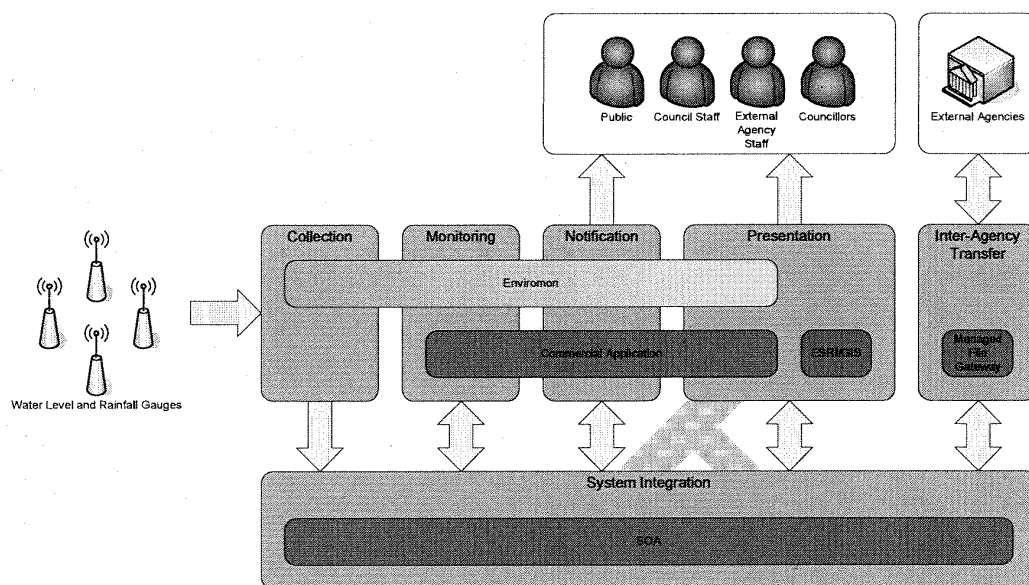 Public
Council Staff
External
Agency
Staff
Councillors
External Agencies
Collection
Monitoring
Notification
Presentation
Inter-Agency
Transfer
Enviromon
Commercial Application
ESRI/GIS
Managed
File
Gateway
Water Level and Rainfall Gauges
System Integration
SOA